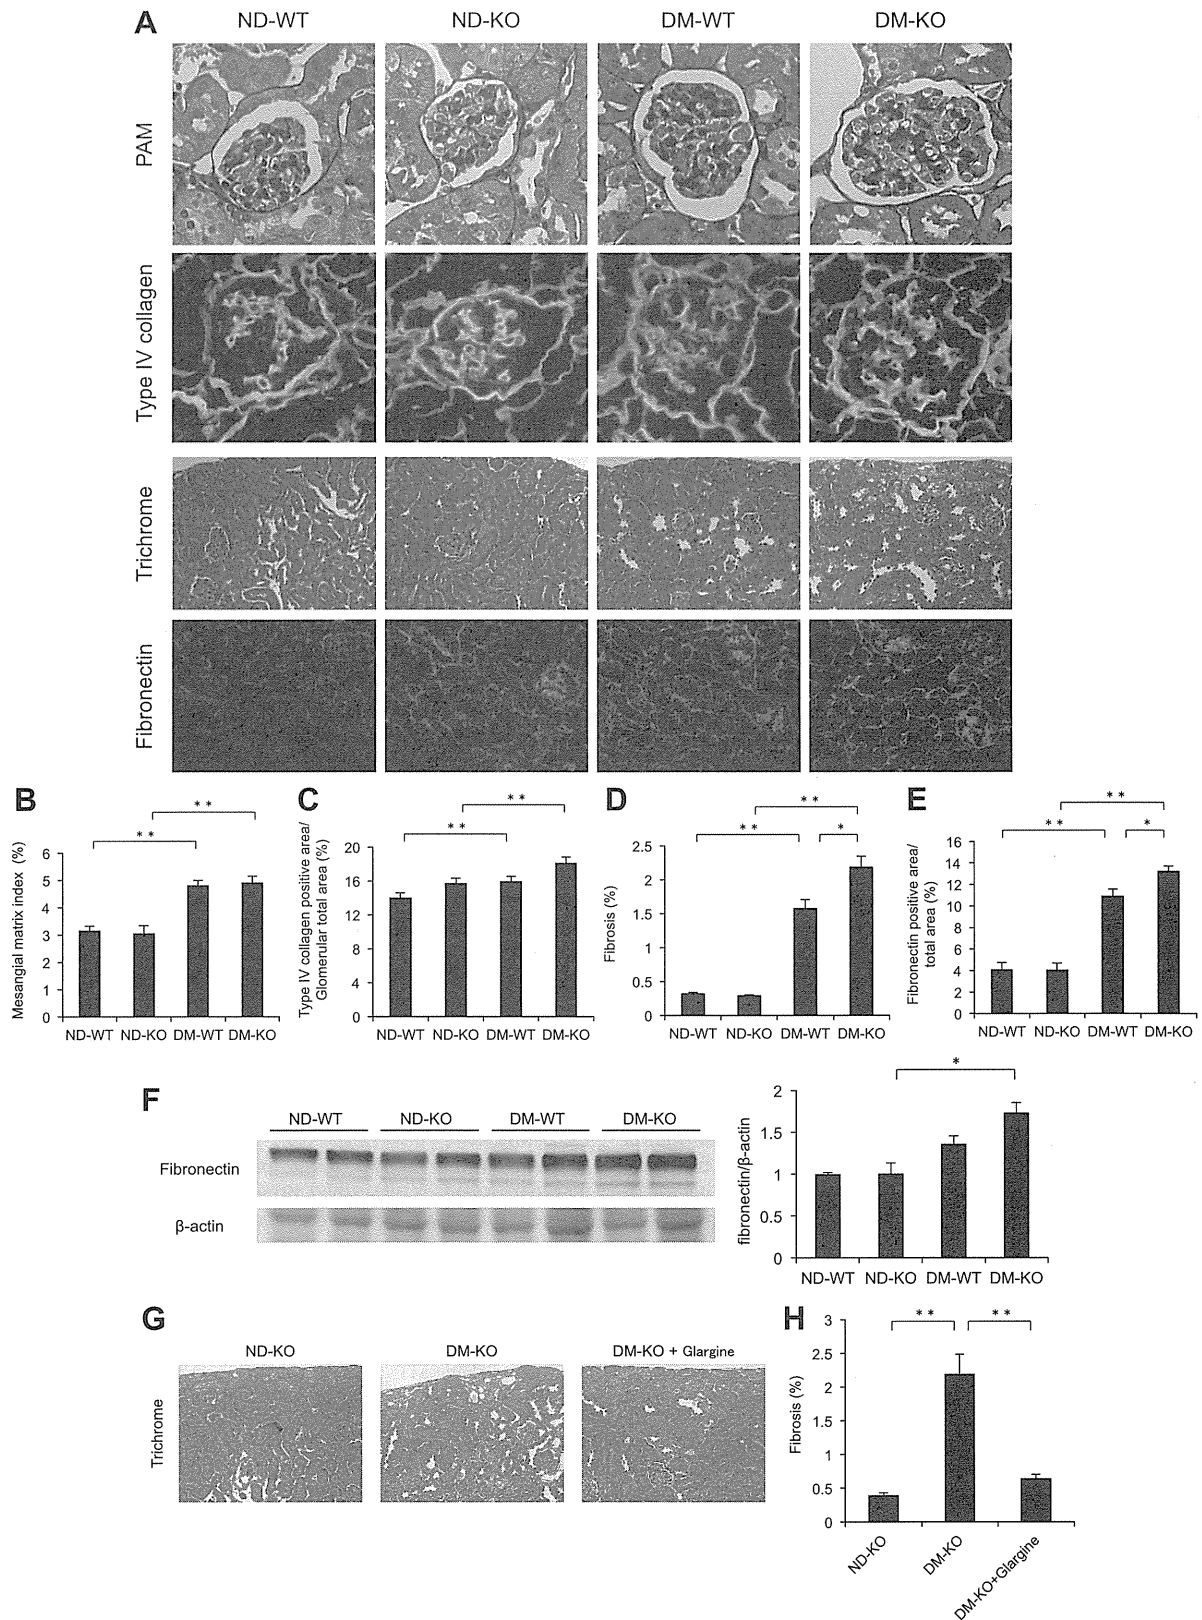 A
ND-WT ND-KO DM-WT DM-KO
PAM
Type IV collagen
Trichrome
Fibronectin
B
Mesangial matrix index (%)
6
5
4
3
2
1
0
ND-WT ND-KO DM-WT DM-KO
* *
* *
C
Type IV collagen positive area/
Glomerular total area (%)
20
16
12
8
4
0
ND-WT ND-KO DM-WT DM-KO
* *
* *
D
Fibrosis (%)
2.5
2
1.5
1
0.5
0
ND-WT ND-KO DM-WT DM-KO
* *
* *
*
E
Fibronectin positive area/
total area (%)
16
14
12
10
8
6
4
2
0
ND-WT ND-KO DM-WT DM-KO
* *
* *
*
F
ND-WT ND-KO DM-WT DM-KO
Fibronectin
β-actin
fibronectin/β-actin
2
1.5
1
0.5
0
ND-WT ND-KO DM-WT DM-KO
*
G
ND-KO DM-KO DM-KO + Glargine
Trichrome
H
Fibrosis (%)
3
2.5
2
1.5
1
0.5
0
ND-KO
DM-KO
DM-KO+Glargine
* *
* *